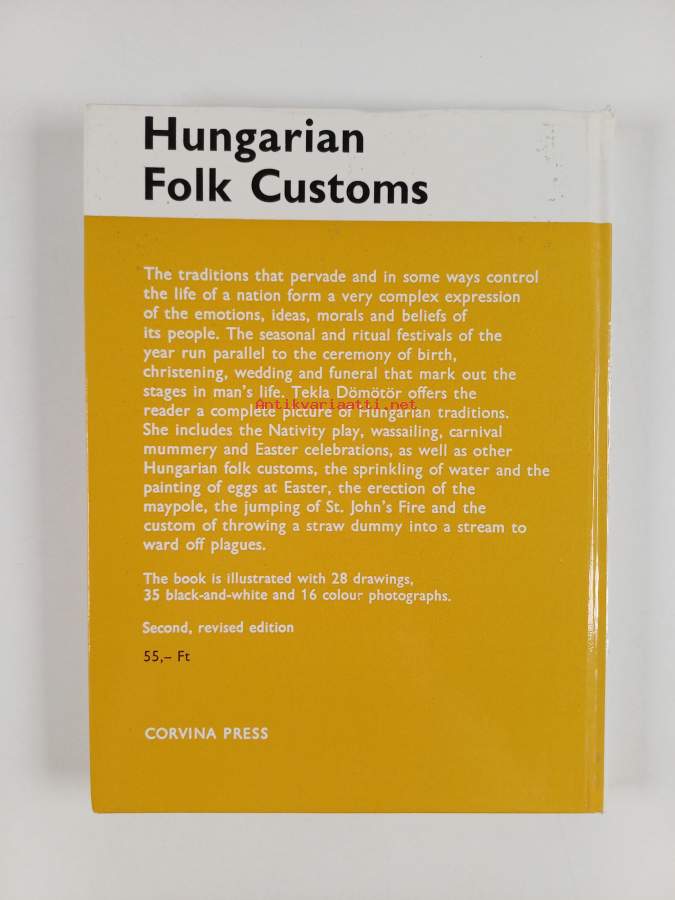 Hungarian
Folk Customs
The traditions that pervade and in some ways control
the life of a nation form a very complex expression
of the emotions, ideas, morals and beliefs of
its people. The seasonal and ritual festivals of the
year run parallel to the ceremony of birth,
christening, wedding and funeral that mark out the
stages in man's life. Tekla Dömötör offers the
Antikvariaatti.net
reader a complete picture of Hungarian traditions.
She includes the Nativity play, wassailing, carnival
mummery and Easter celebrations, as well as other
Hungarian folk customs, the sprinkling of water and the
painting of eggs at Easter, the erection of the
maypole, the jumping of St. John's Fire and the
custom of throwing a straw dummy into a stream to
ward off plagues.
The book is illustrated with 28 drawings,
35 black-and-white and 16 colour photographs.
Second, revised edition
55,– Ft
CORVINA PRESS